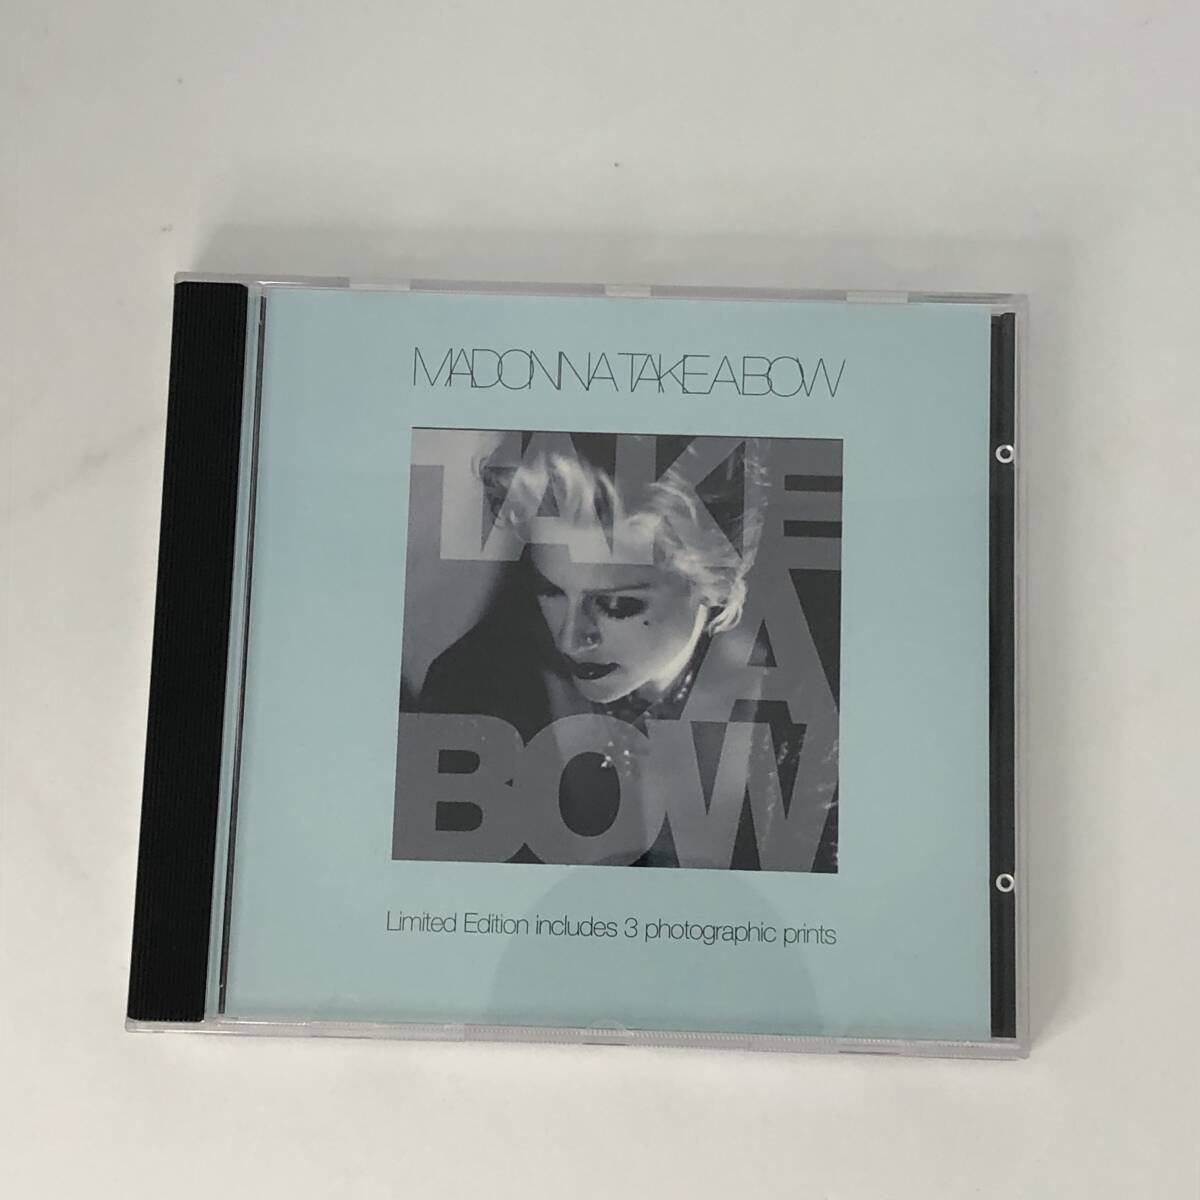 MADONNA TAKE A BOW
TAKE
A
BOW
Limited Edition includes 3 photographic prints